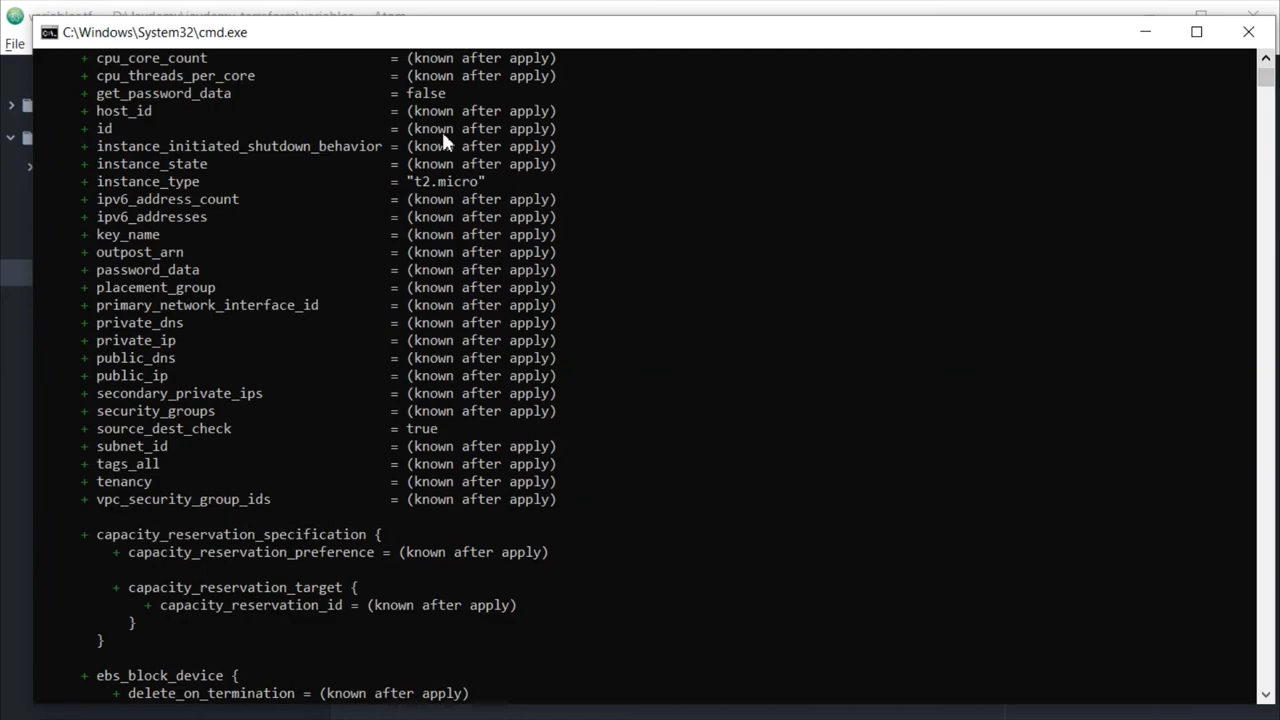 C:\Windows\System32\cmd.exe
File
+ cpu_core_count = (known after apply)
+ cpu_threads_per_core = (known after apply)
+ get_password_data = false
+ host_id = (known after apply)
+ id = (known after apply)
+ instance_initiated_shutdown_behavior = (known after apply)
+ instance_state = (known after apply)
+ instance_type = "t2.micro"
+ ipv6_address_count = (known after apply)
+ ipv6_addresses = (known after apply)
+ key_name = (known after apply)
+ outpost_arn = (known after apply)
+ password_data = (known after apply)
+ placement_group = (known after apply)
+ primary_network_interface_id = (known after apply)
+ private_dns = (known after apply)
+ private_ip = (known after apply)
+ public_dns = (known after apply)
+ public_ip = (known after apply)
+ secondary_private_ips = (known after apply)
+ security_groups = (known after apply)
+ source_dest_check = true
+ subnet_id = (known after apply)
+ tags_all = (known after apply)
+ tenancy = (known after apply)
+ vpc_security_group_ids = (known after apply)
+ capacity_reservation_specification {
+ capacity_reservation_preference = (known after apply)
+ capacity_reservation_target {
+ capacity_reservation_id = (known after apply)
}
}
+ ebs_block_device {
+ delete_on_termination = (known after apply)